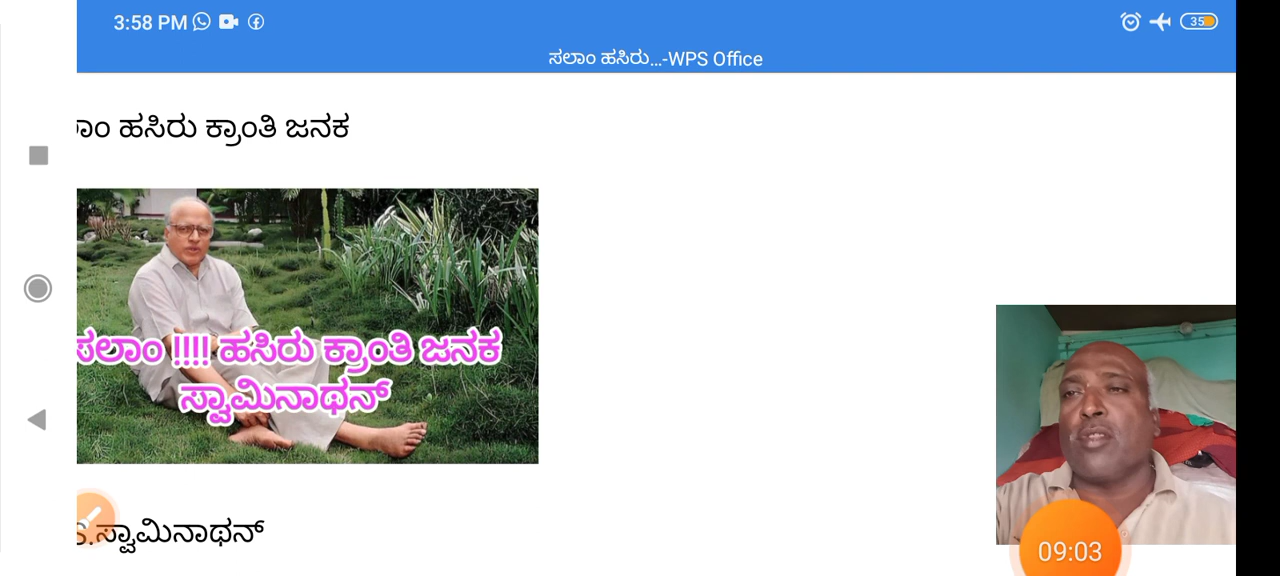 3:58 PM
35
ಸಲಾಂ ಹಸಿರು...-WPS Office
ಹಸಿರು ಕ್ರಾಂತಿ ಜನಕ
ಸಲಾಂ !!!! ಹಸಿರು ಕ್ರಾಂತಿ ಜನಕ
ಸ್ವಾಮಿನಾಥನ್
S.ಸ್ವಾಮಿನಾಥನ್
09:03